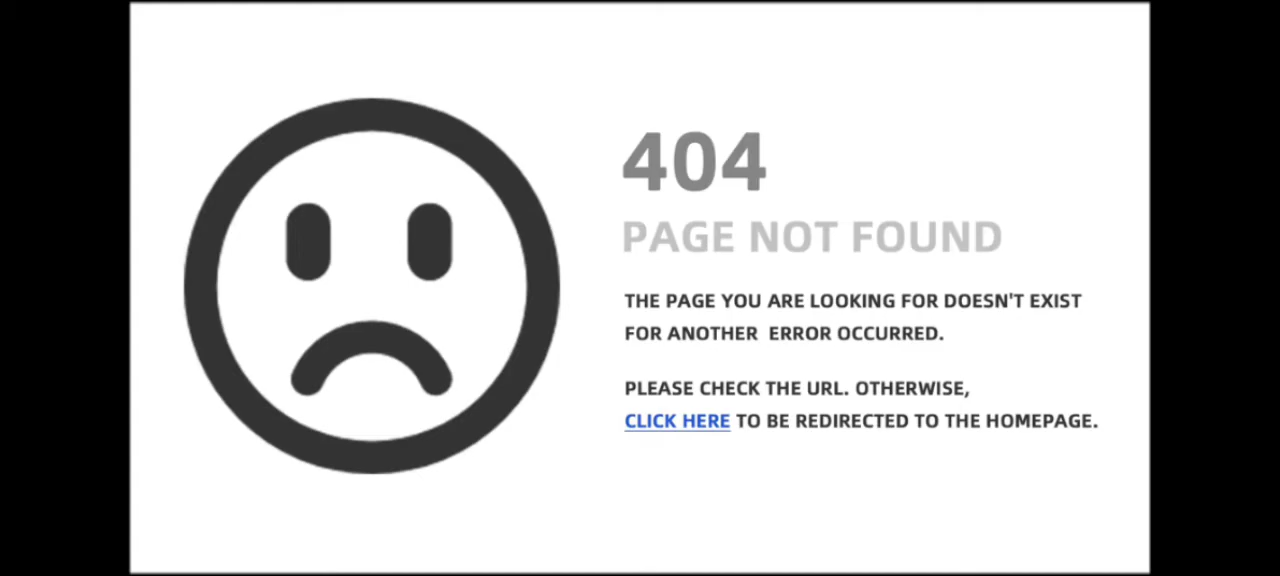 404
PAGE NOT FOUND
THE PAGE YOU ARE LOOKING FOR DOESN'T EXIST
FOR ANOTHER  ERROR OCCURRED.
PLEASE CHECK THE URL. OTHERWISE,
CLICK HERE TO BE REDIRECTED TO THE HOMEPAGE.